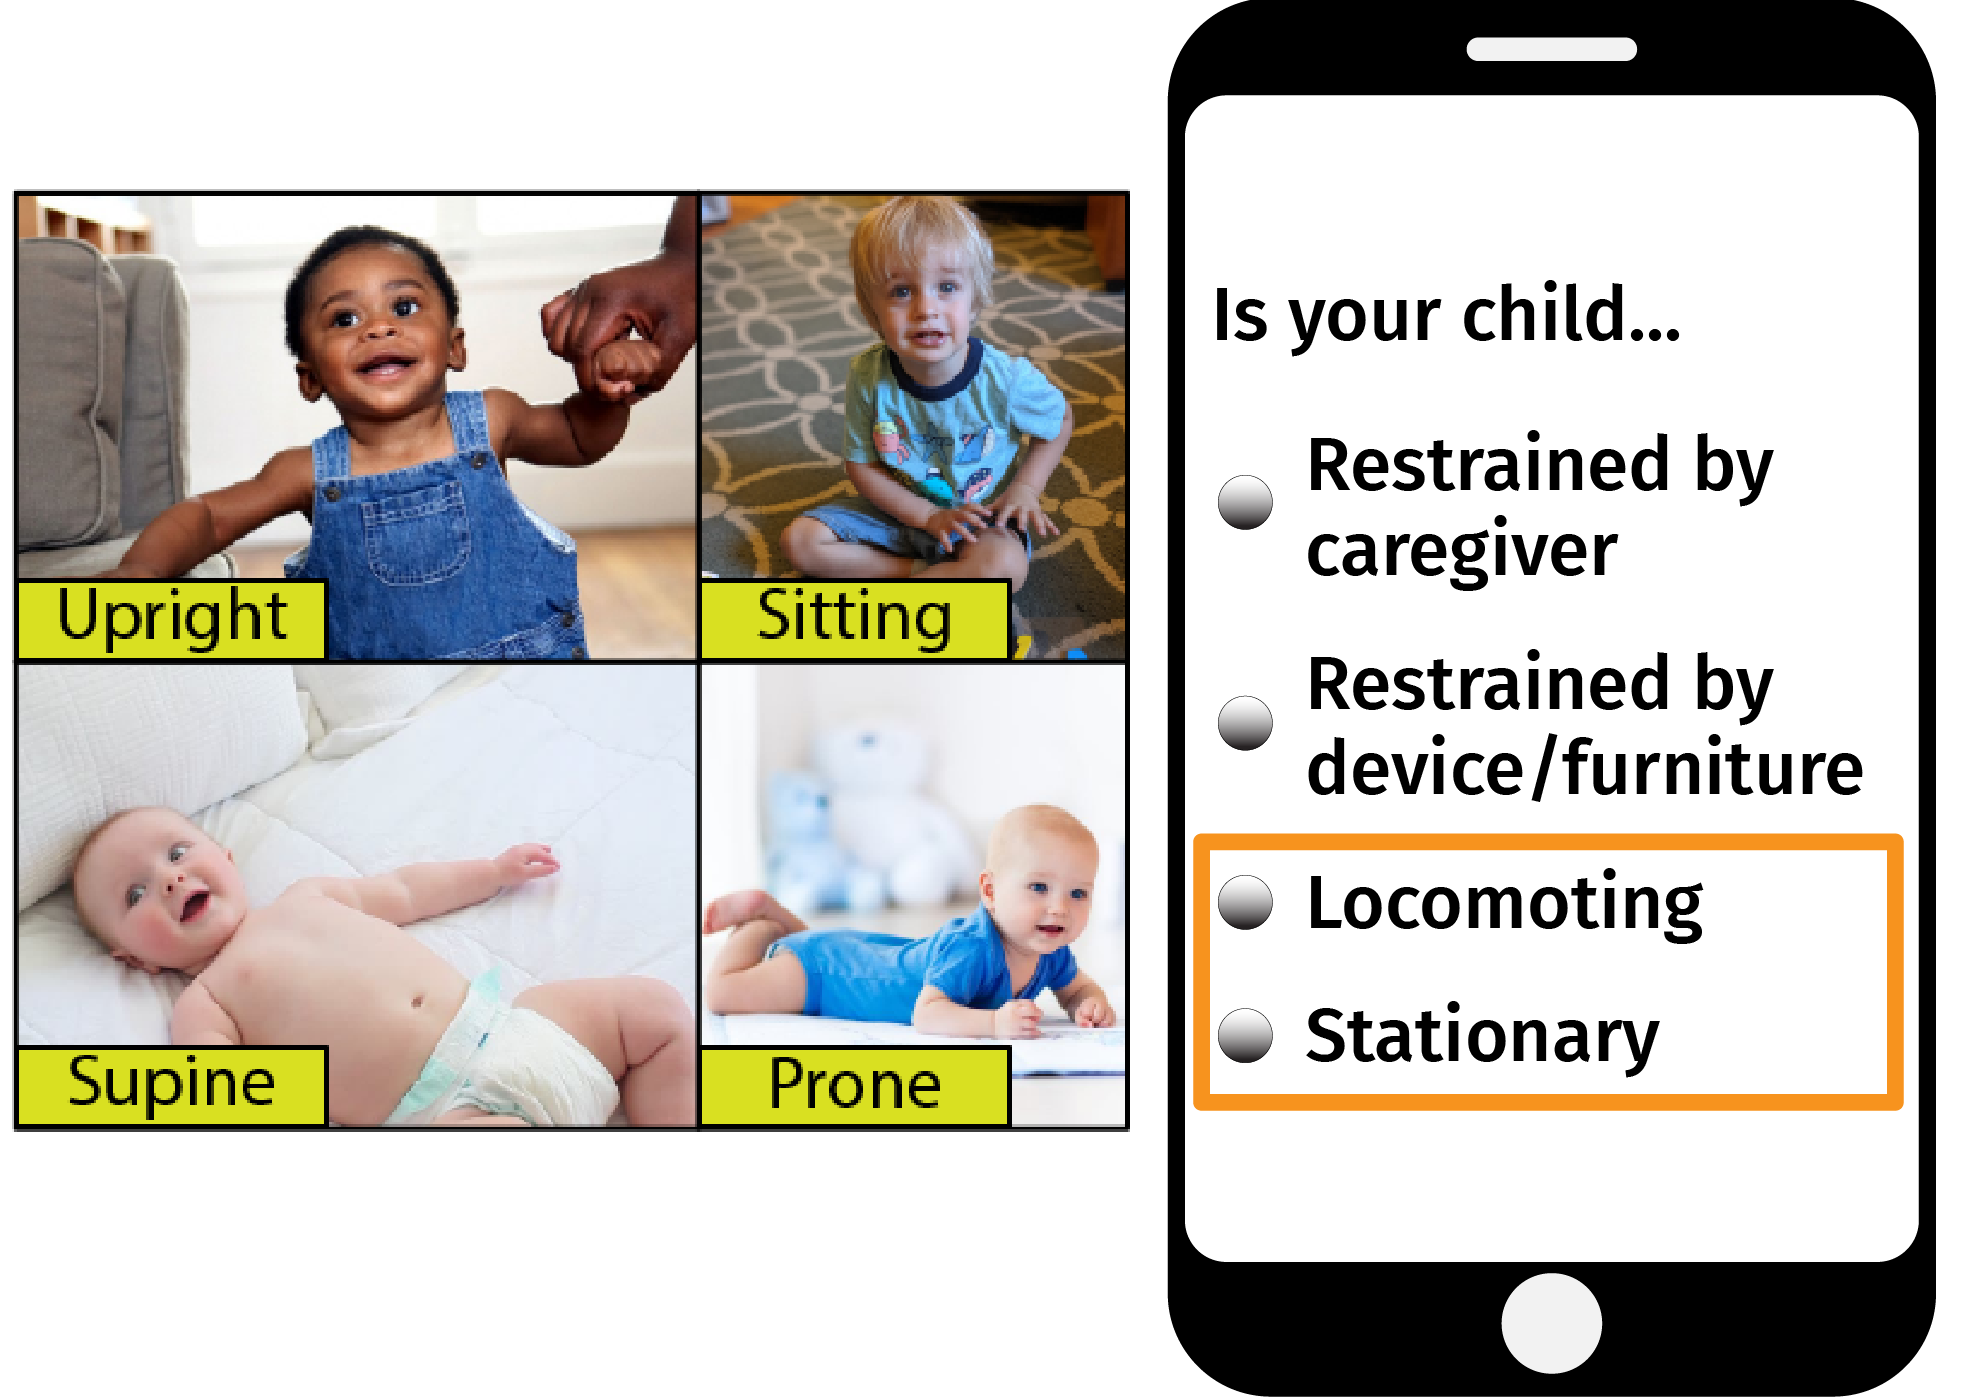 Upright
Sitting
Supine
Prone
Is your child...
Restrained by
caregiver
Restrained by
device/furniture
Locomoting
Stationary